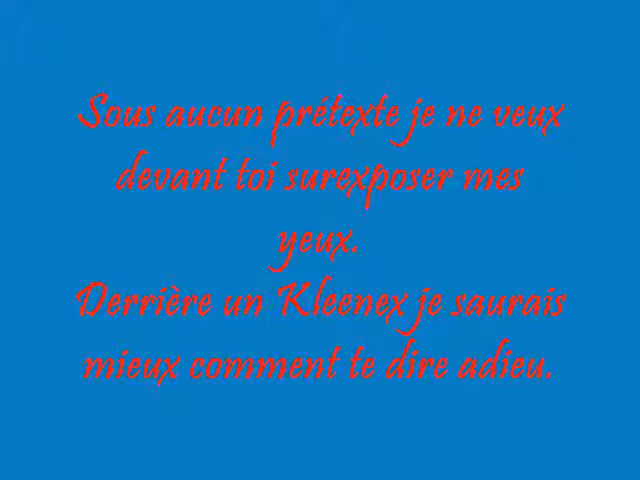 Sous aucun prétexte je ne veux
devant toi surexposer mes
yeux.
Derrière un Kleenex je saurais
mieux comment te dire adieu.